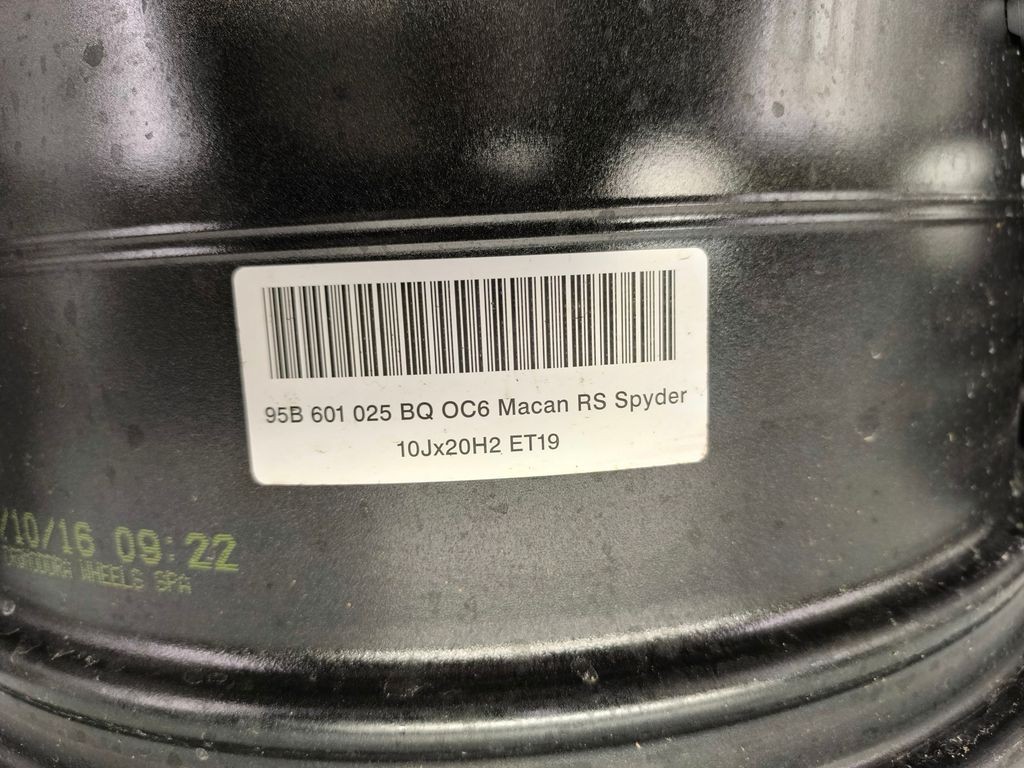 95B 601 025 BQ OC6 Macan RS Spyder
10Jx20H2 ET19
/10/16 09:22
WHEELS SPA